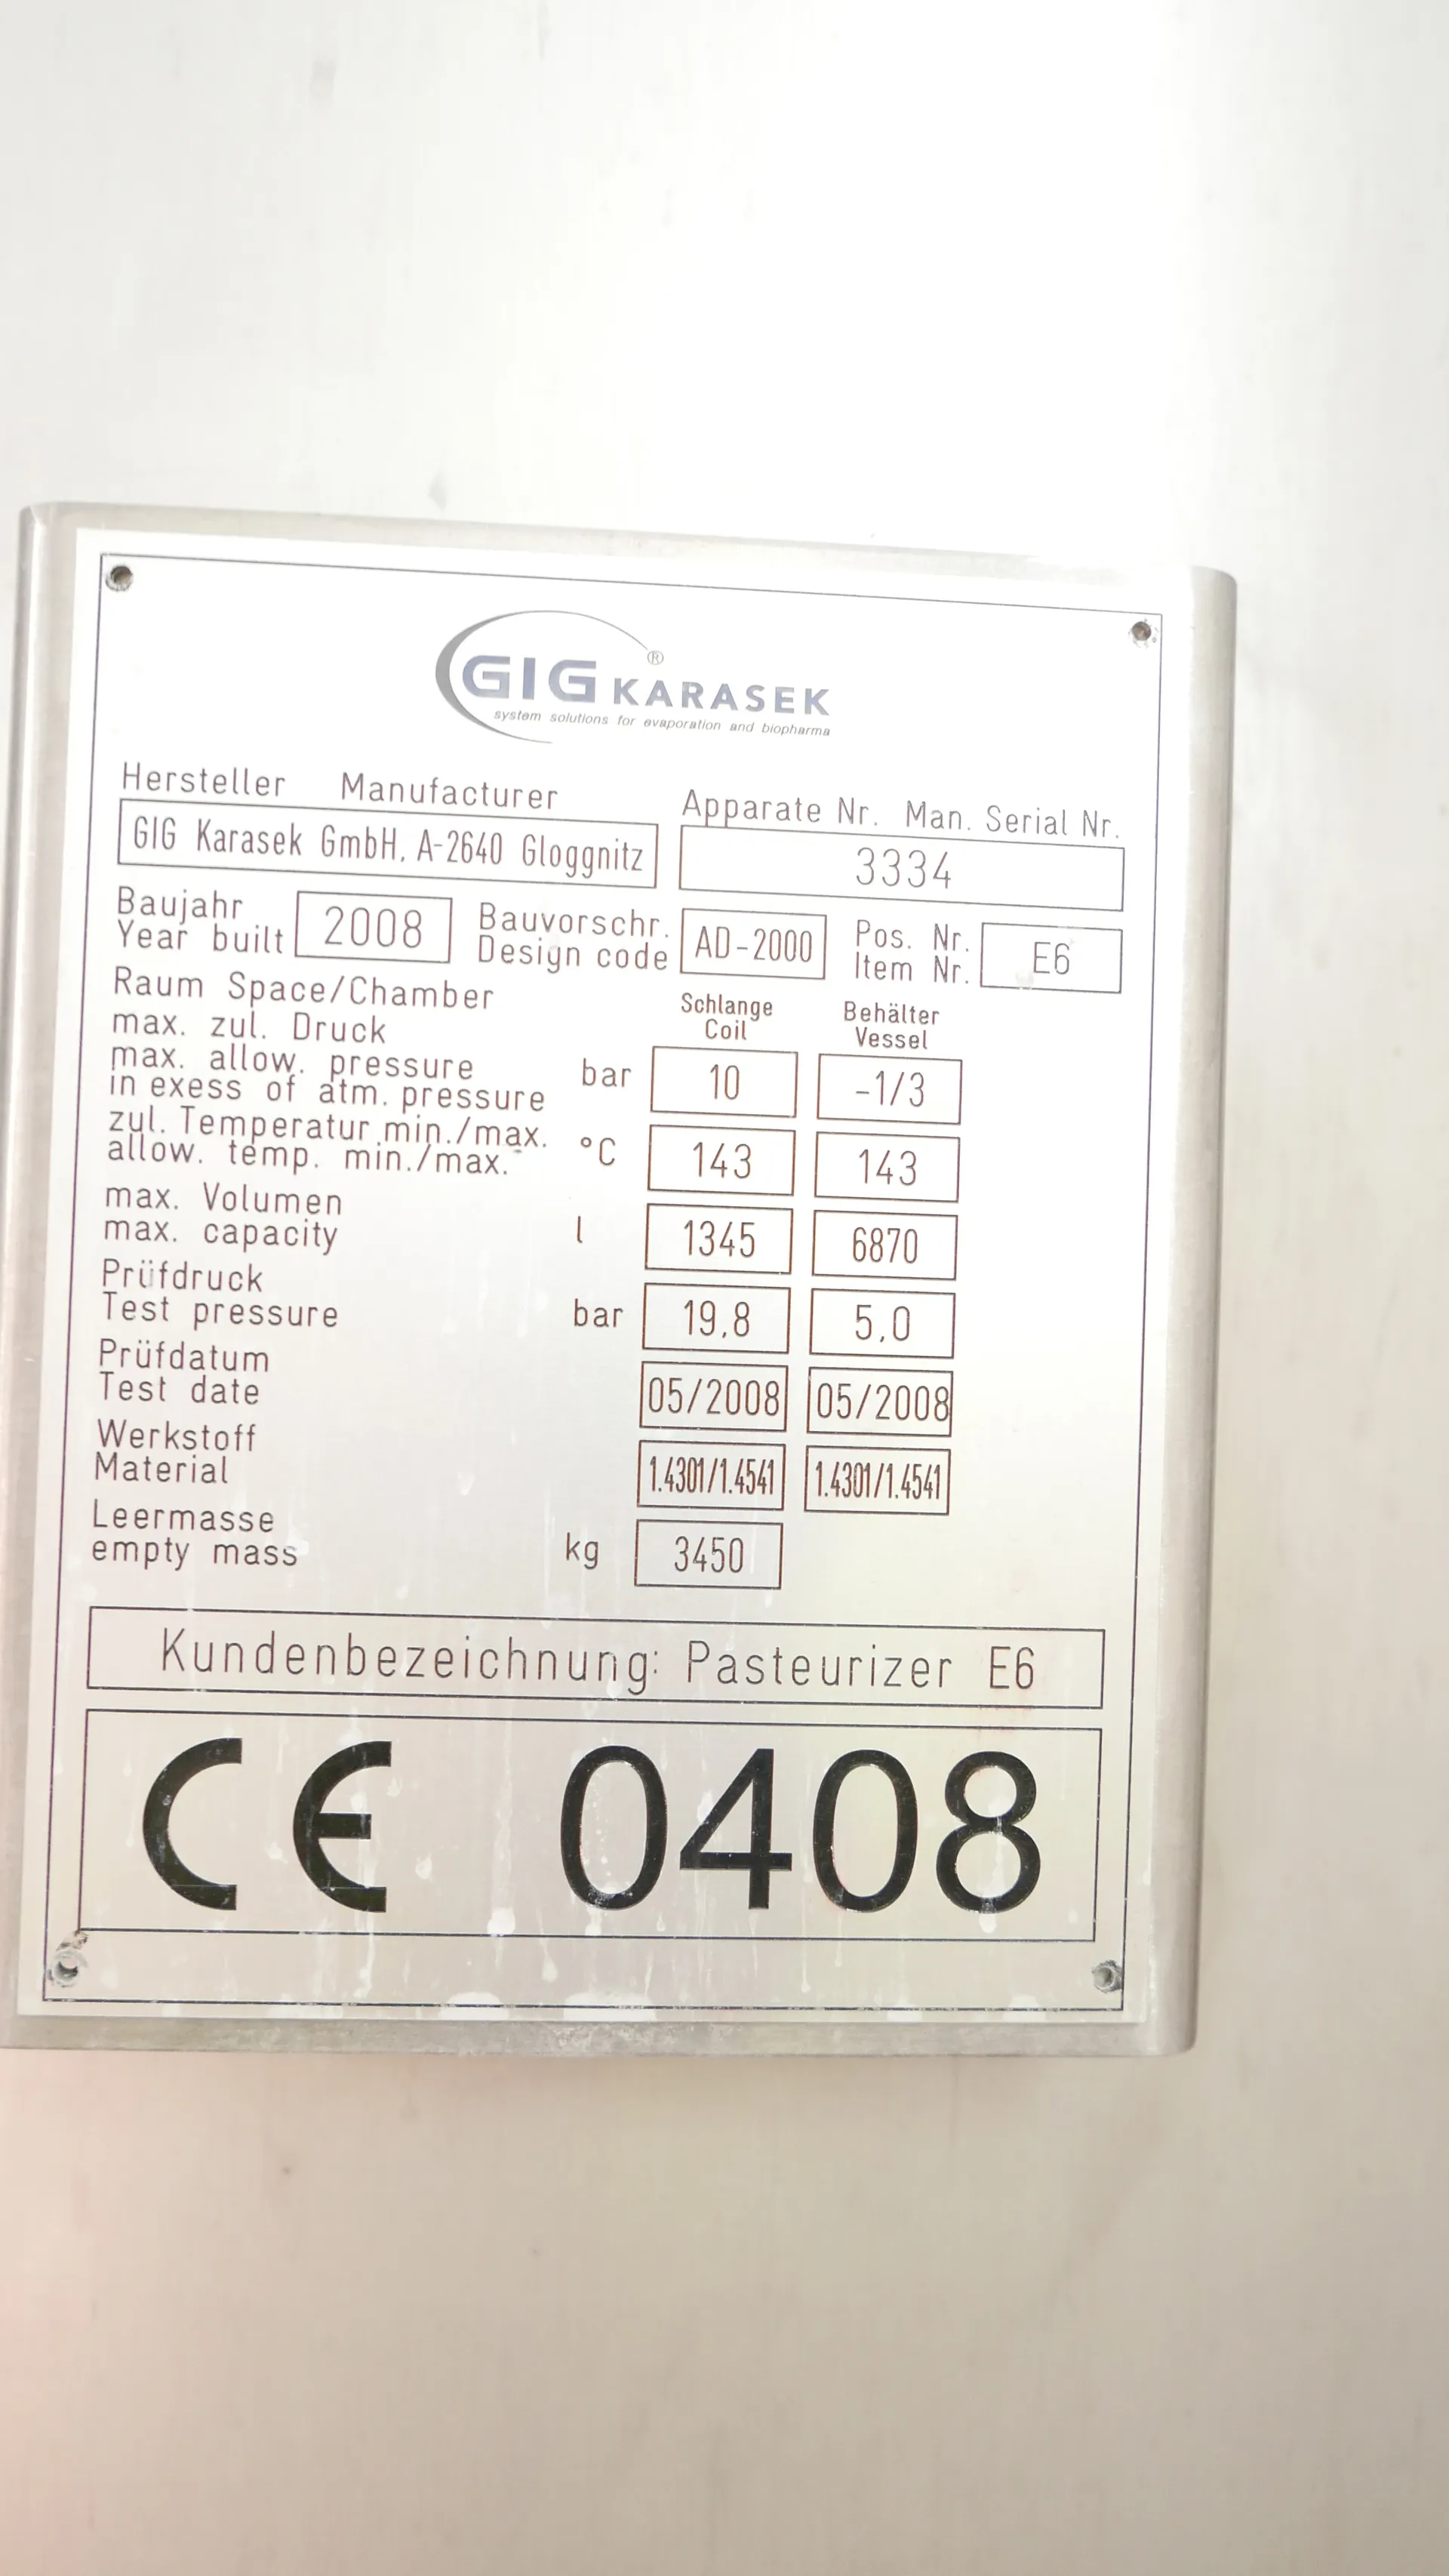 GIG KARASEK ®
system solutions for evaporation and biopharma
Hersteller Manufacturer
GIG Karasek GmbH, A-2640 Gloggnitz
Apparate Nr. Man. Serial Nr.
3334
Baujahr
Year built
2008
Bauvorschr.
Design code
AD-2000
Pos. Nr.
Item Nr.
E6
Raum Space/Chamber
Schlange
Coil
Behälter
Vessel
max. zul. Druck
max. allow. pressure
in exess of atm. pressure
bar 10 -1/3
zul. Temperatur min./max.
allow. temp. min./max.
°C 143 143
max. Volumen
max. capacity
l 1345 6870
Prüfdruck
Test pressure
bar 19,8 5,0
Prüfdatum
Test date
05/2008 05/2008
Werkstoff
Material
1.4301/1.4541 1.4301/1.4541
Leermasse
empty mass
kg 3450
Kundenbezeichnung: Pasteurizer E6
CE 0408